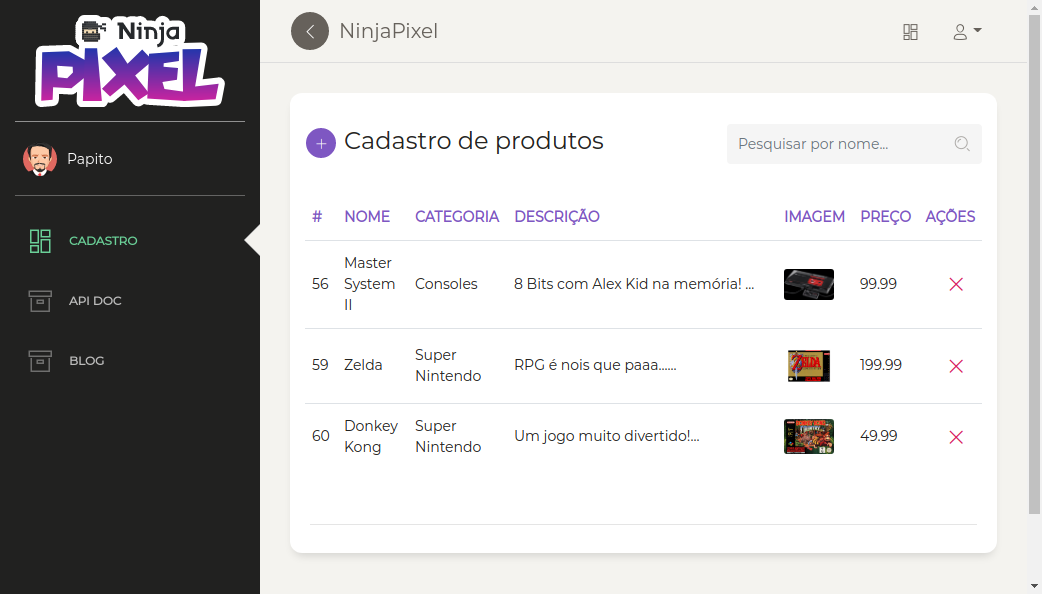 Ninja
PIXEL
NinjaPixel
Papito
CADASTRO
API DOC
BLOG
Cadastro de produtos
Pesquisar por nome...
# NOME CATEGORIA DESCRIÇÃO IMAGEM PREÇO AÇÕES
56 Master System II Consoles 8 Bits com Alex Kid na memória! ... 99.99
59 Zelda Super Nintendo RPG é nois que paaa...... 199.99
ZELDA
60 Donkey Kong Super Nintendo Um jogo muito divertido!... 49.99